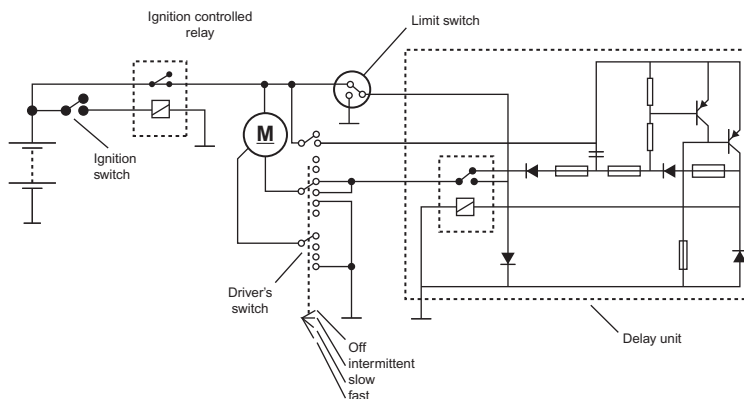 Ignition controlled
relay
Limit switch
M
Ignition
switch
Driver's
switch
Off
intermittent
slow
fast
Delay unit